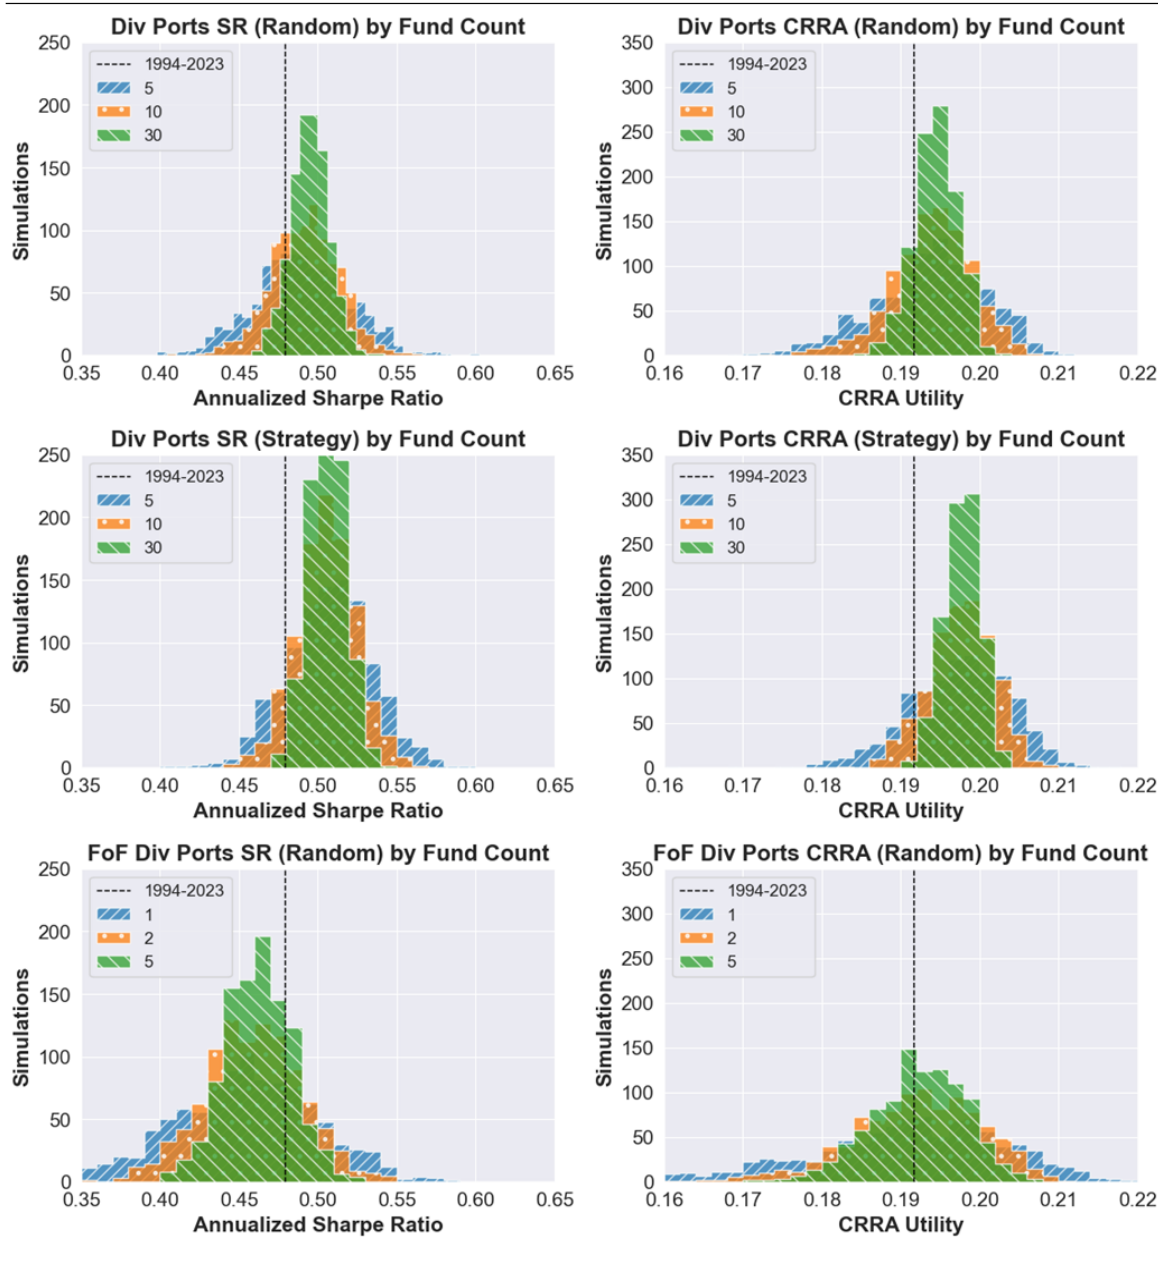 Div Ports SR (Random) by Fund Count
250
200
150
100
50
0
Simulations
1994-2023
5
10
30
0.35 0.40 0.45 0.50 0.55 0.60 0.65
Annualized Sharpe Ratio
Div Ports CRRA (Random) by Fund Count
350
300
250
200
150
100
50
0
Simulations
1994-2023
5
10
30
0.16 0.17 0.18 0.19 0.20 0.21 0.22
CRRA Utility
Div Ports SR (Strategy) by Fund Count
250
200
150
100
50
0
Simulations
1994-2023
5
10
30
0.35 0.40 0.45 0.50 0.55 0.60 0.65
Annualized Sharpe Ratio
Div Ports CRRA (Strategy) by Fund Count
350
300
250
200
150
100
50
0
Simulations
1994-2023
5
10
30
0.16 0.17 0.18 0.19 0.20 0.21 0.22
CRRA Utility
FoF Div Ports SR (Random) by Fund Count
250
200
150
100
50
0
Simulations
1994-2023
1
2
5
0.35 0.40 0.45 0.50 0.55 0.60 0.65
Annualized Sharpe Ratio
FoF Div Ports CRRA (Random) by Fund Count
350
300
250
200
150
100
50
0
Simulations
1994-2023
1
2
5
0.16 0.17 0.18 0.19 0.20 0.21 0.22
CRRA Utility